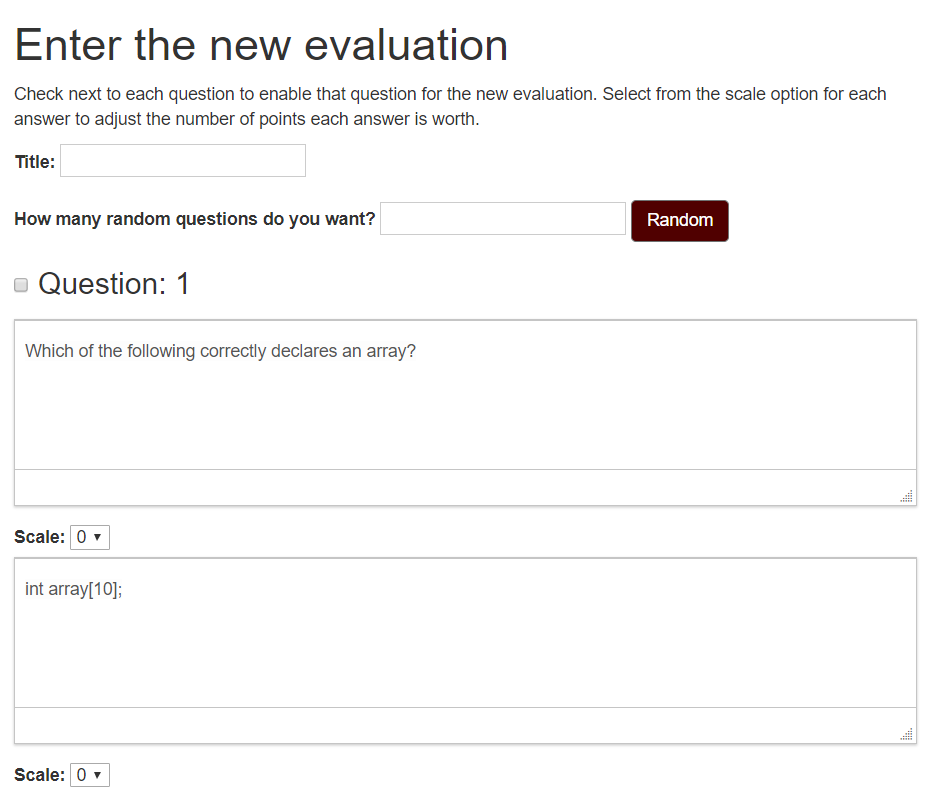 Enter the new evaluation
Check next to each question to enable that question for the new evaluation. Select from the scale option for each
answer to adjust the number of points each answer is worth.
Title:
How many random questions do you want? Random
Question: 1
Which of the following correctly declares an array?
Scale: 0
int array[10];
Scale: 0